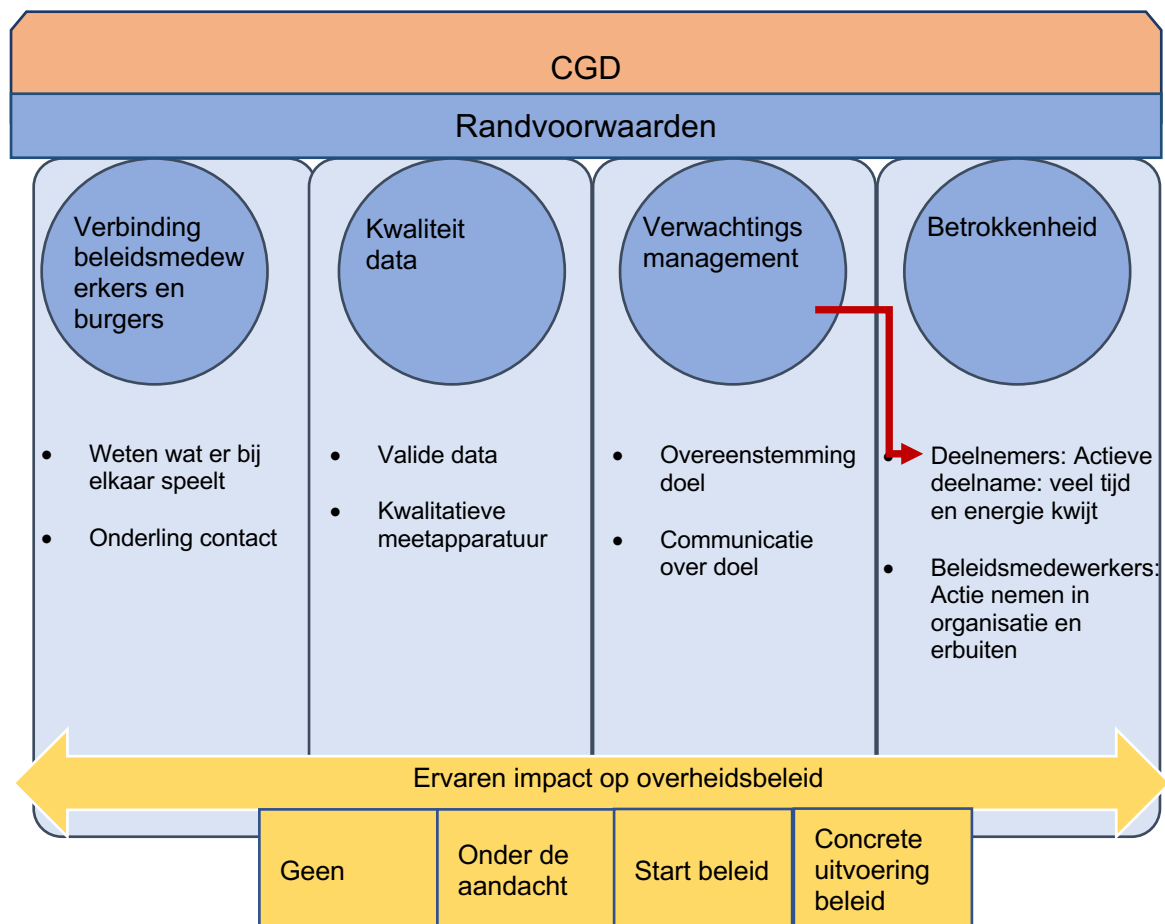 CGD
Randvoorwaarden
Verbinding
beleidsmedew
erkers en
burgers
• Weten wat er bij
elkaar speelt
• Onderling contact
Kwaliteit
data
• Valide data
• Kwalitatieve
meetapparatuur
Verwachtings
management
• Overeenstemming
doel
• Communicatie
over doel
Betrokkenheid
• Deelnemers: Actieve
deelname: veel tijd
en energie kwijt
• Beleidsmedewerkers:
Actie nemen in
organisatie en
erbuiten
Ervaren impact op overheidsbeleid
Geen
Onder de
aandacht
Start beleid
Concrete
uitvoering
beleid